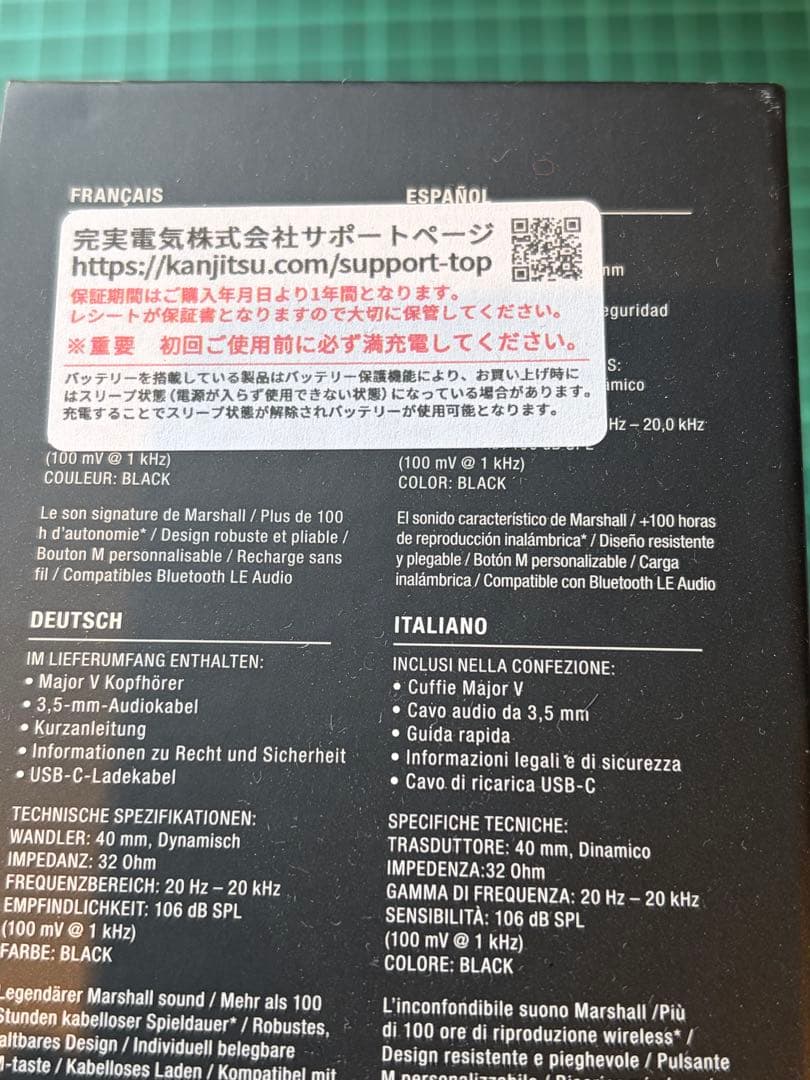 FRANÇAIS
ESPAÑOL
完実電気株式会社サポートページ
https://kanjitsu.com/support-top
保証期間はご購入年月日より1年間となります。
レシートが保証書となりますので大切に保管してください。
※重要 初回ご使用前に必ず満充電してください。
バッテリーを搭載している製品はバッテリー保護機能により、お買い上げ時に
はスリープ状態（電源が入らず使用できない状態）になっている場合があります。
充電することでスリープ状態が解除されバッテリーが使用可能となります。
mm
eguridad
S:
amico
Hz – 20,0 kHz
(100 mV @ 1 kHz)
COULEUR: BLACK
Le son signature de Marshall / Plus de 100
h d’autonomie* / Design robuste et pliable /
Bouton M personnalisable / Recharge sans
fil / Compatibles Bluetooth LE Audio
(100 mV @ 1 kHz)
COLOR: BLACK
El sonido característico de Marshall / +100 horas
de reproducción inalámbrica* / Diseño resistente
y plegable / Botón M personalizable / Carga
inalámbrica / Compatible con Bluetooth LE Audio
DEUTSCH
IM LIEFERUMFANG ENTHALTEN:
• Major V Kopfhörer
• 3,5-mm-Audiokabel
• Kurzanleitung
• Informationen zu Recht und Sicherheit
• USB-C-Ladekabel
TECHNISCHE SPEZIFIKATIONEN:
WANDLER: 40 mm, Dynamisch
IMPEDANZ: 32 Ohm
FREQUENZBEREICH: 20 Hz – 20 kHz
EMPFINDLICHKEIT: 106 dB SPL
(100 mV @ 1 kHz)
FARBE: BLACK
Legendärer Marshall sound / Mehr als 100
Stunden kabelloser Spieldauer* / Robustes,
altbares Design / Individuell belegbare
M-taste / Kabelloses Laden / Kompatibel mit
ITALIANO
INCLUSI NELLA CONFEZIONE:
• Cuffie Major V
• Cavo audio da 3,5 mm
• Guida rapida
• Informazioni legali e di sicurezza
• Cavo di ricarica USB-C
SPECIFICHE TECNICHE:
TRASDUTTORE: 40 mm, Dinamico
IMPEDENZA:32 Ohm
GAMMA DI FREQUENZA: 20 Hz – 20 kHz
SENSIBILITÀ: 106 dB SPL
(100 mV @ 1 kHz)
COLORE: BLACK
L’inconfondibile suono Marshall /Più
di 100 ore di riproduzione wireless* /
Design resistente e pieghevole / Pulsante